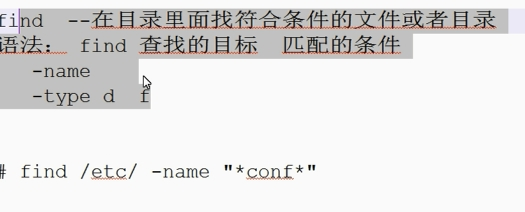 find --在目录里面找符合条件的文件或者目录
语法： find 查找的目标 匹配的条件
-name
-type d f
# find /etc/ -name "*conf*"